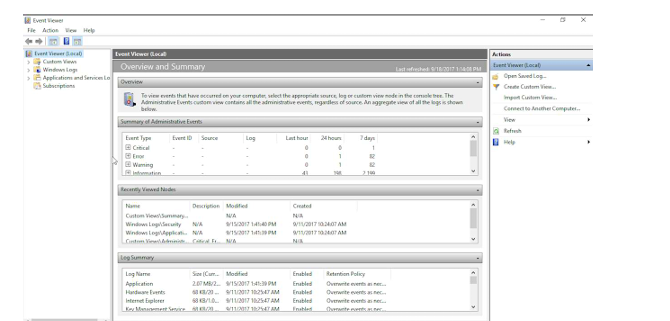 Event Viewer
File Action View Help
Event Viewer (Local)
Custom Views
Windows Logs
Applications and Services Lo
Subscriptions
Event Viewer (Local)
Overview and Summary
Last refreshed: 9/18/2017 1:14:08 PM
Overview
To view events that have occurred on your computer, select the appropriate source, log or custom view node in the console tree. The
Administrative Events custom view contains all the administrative events, regardless of source. An aggregate view of all the logs is shown
below.
Summary of Administrative Events
Event Type Event ID Source Log Last hour 24 hours 7 days
Critical - - - 0 0 1
Error - - - 0 1 82
Warning - - - 0 1 82
Information - - - 41 198 2,199
Recently Viewed Nodes
Name Description Modified Created
Custom Views\Summary... N/A N/A
Windows Logs\Security N/A 9/15/2017 1:41:40 PM 9/11/2017 10:24:07 AM
Windows Logs\Applicati... N/A 9/15/2017 1:41:39 PM 9/11/2017 10:24:07 AM
Custom Views\Administr... Critical, Er... N/A N/A
Log Summary
Log Name Size (Curr... Modified Enabled Retention Policy
Application 2.07 MB/2... 9/15/2017 1:41:39 PM Enabled Overwrite events as nec...
Hardware Events 68 KB/20 ... 9/11/2017 10:25:47 AM Enabled Overwrite events as nec...
Internet Explorer 68 KB/1.0... 9/11/2017 10:25:47 AM Enabled Overwrite events as nec...
Key Management Service 68 KB/20 ... 9/11/2017 10:25:47 AM Enabled Overwrite events as nec...
Actions
Event Viewer (Local)
Open Saved Log...
Create Custom View...
Import Custom View...
Connect to Another Computer...
View
Refresh
Help